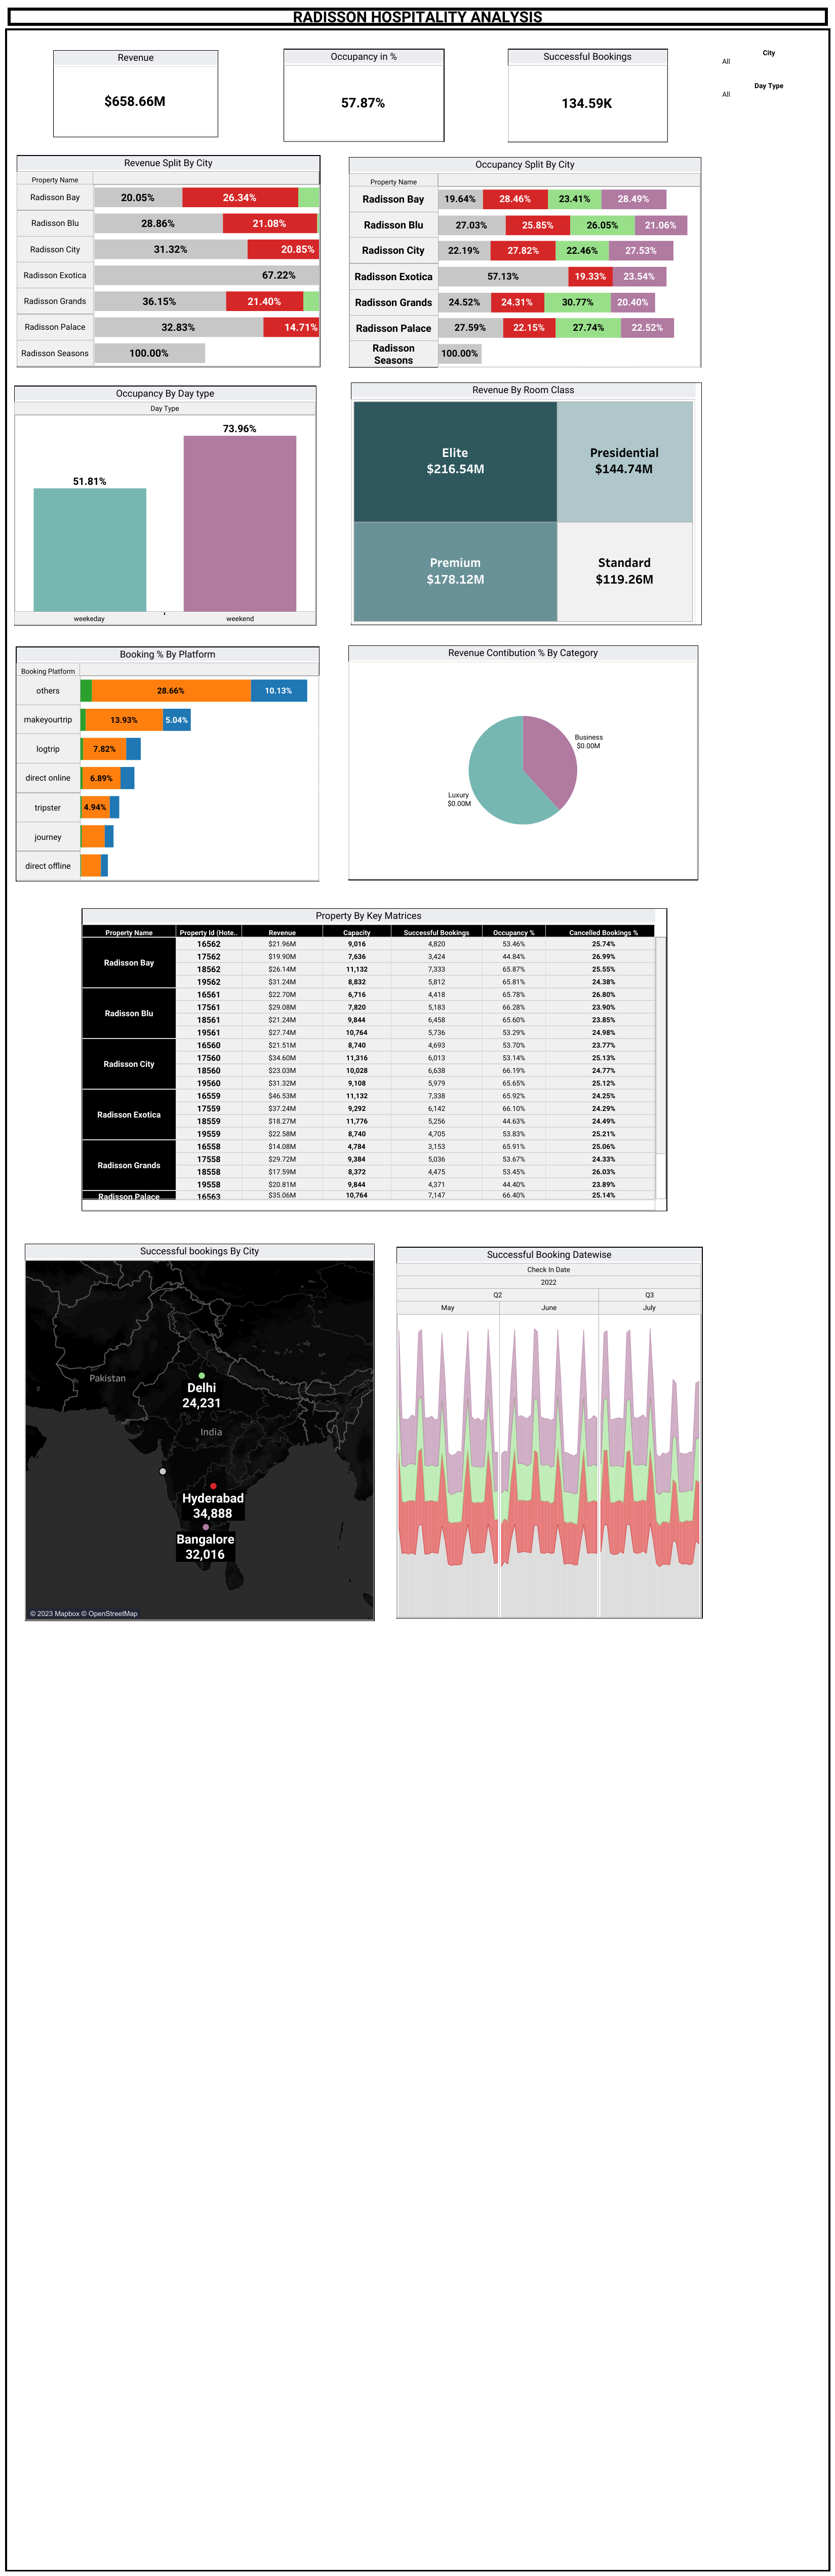 RADISSON HOSPITALITY ANALYSIS
Revenue
$658.66M
Occupancy in %
57.87%
Successful Bookings
134.59K
City
All
Day Type
All
Revenue Split By City
Property Name
Radisson Bay 20.05% 26.34%
Radisson Blu 28.86% 21.08%
Radisson City 31.32% 20.85%
Radisson Exotica 67.22%
Radisson Grands 36.15% 21.40%
Radisson Palace 32.83% 14.71%
Radisson Seasons 100.00%
Occupancy Split By City
Property Name
Radisson Bay 19.64% 28.46% 23.41% 28.49%
Radisson Blu 27.03% 25.85% 26.05% 21.06%
Radisson City 22.19% 27.82% 22.46% 27.53%
Radisson Exotica 57.13% 19.33% 23.54%
Radisson Grands 24.52% 24.31% 30.77% 20.40%
Radisson Palace 27.59% 22.15% 27.74% 22.52%
Radisson
Seasons 100.00%
Occupancy By Day type
Day Type
51.81%
73.96%
weekeday
weekend
Revenue By Room Class
Elite
$216.54M
Presidential
$144.74M
Premium
$178.12M
Standard
$119.26M
Booking % By Platform
Booking Platform
others 28.66% 10.13%
makeyourtrip 13.93% 5.04%
logtrip 7.82%
direct online 6.89%
tripster 4.94%
journey
direct offline
Revenue Contibution % By Category
Business
$0.00M
Luxury
$0.00M
Property By Key Matrices
Property Name Property Id (Hote.. Revenue Capacity Successful Bookings Occupancy % Cancelled Bookings %
Radisson Bay
16562 $21.96M 9,016 4,820 53.46% 25.74%
17562 $19.90M 7,636 3,424 44.84% 26.99%
18562 $26.14M 11,132 7,333 65.87% 25.55%
19562 $31.24M 8,832 5,812 65.81% 24.38%
Radisson Blu
16561 $22.70M 6,716 4,418 65.78% 26.80%
17561 $29.08M 7,820 5,183 66.28% 23.90%
18561 $21.24M 9,844 6,458 65.60% 23.85%
19561 $27.74M 10,764 5,736 53.29% 24.98%
Radisson City
16560 $21.51M 8,740 4,693 53.70% 23.77%
17560 $34.60M 11,316 6,013 53.14% 25.13%
18560 $23.03M 10,028 6,638 66.19% 24.77%
19560 $31.32M 9,108 5,979 65.65% 25.12%
Radisson Exotica
16559 $46.53M 11,132 7,338 65.92% 24.25%
17559 $37.24M 9,292 6,142 66.10% 24.29%
18559 $18.27M 11,776 5,256 44.63% 24.49%
19559 $22.58M 8,740 4,705 53.83% 25.21%
Radisson Grands
16558 $14.08M 4,784 3,153 65.91% 25.06%
17558 $29.72M 9,384 5,036 53.67% 24.33%
18558 $17.59M 8,372 4,475 53.45% 26.03%
19558 $20.81M 9,844 4,371 44.40% 23.89%
Radisson Palace 16563 $35.06M 10,764 7,147 66.40% 25.14%
Successful bookings By City
Pakistan
Delhi
24,231
India
Hyderabad
34,888
Bangalore
32,016
© 2023 Mapbox © OpenStreetMap
Successful Booking Datewise
Check In Date
2022
Q2 Q3
May June July